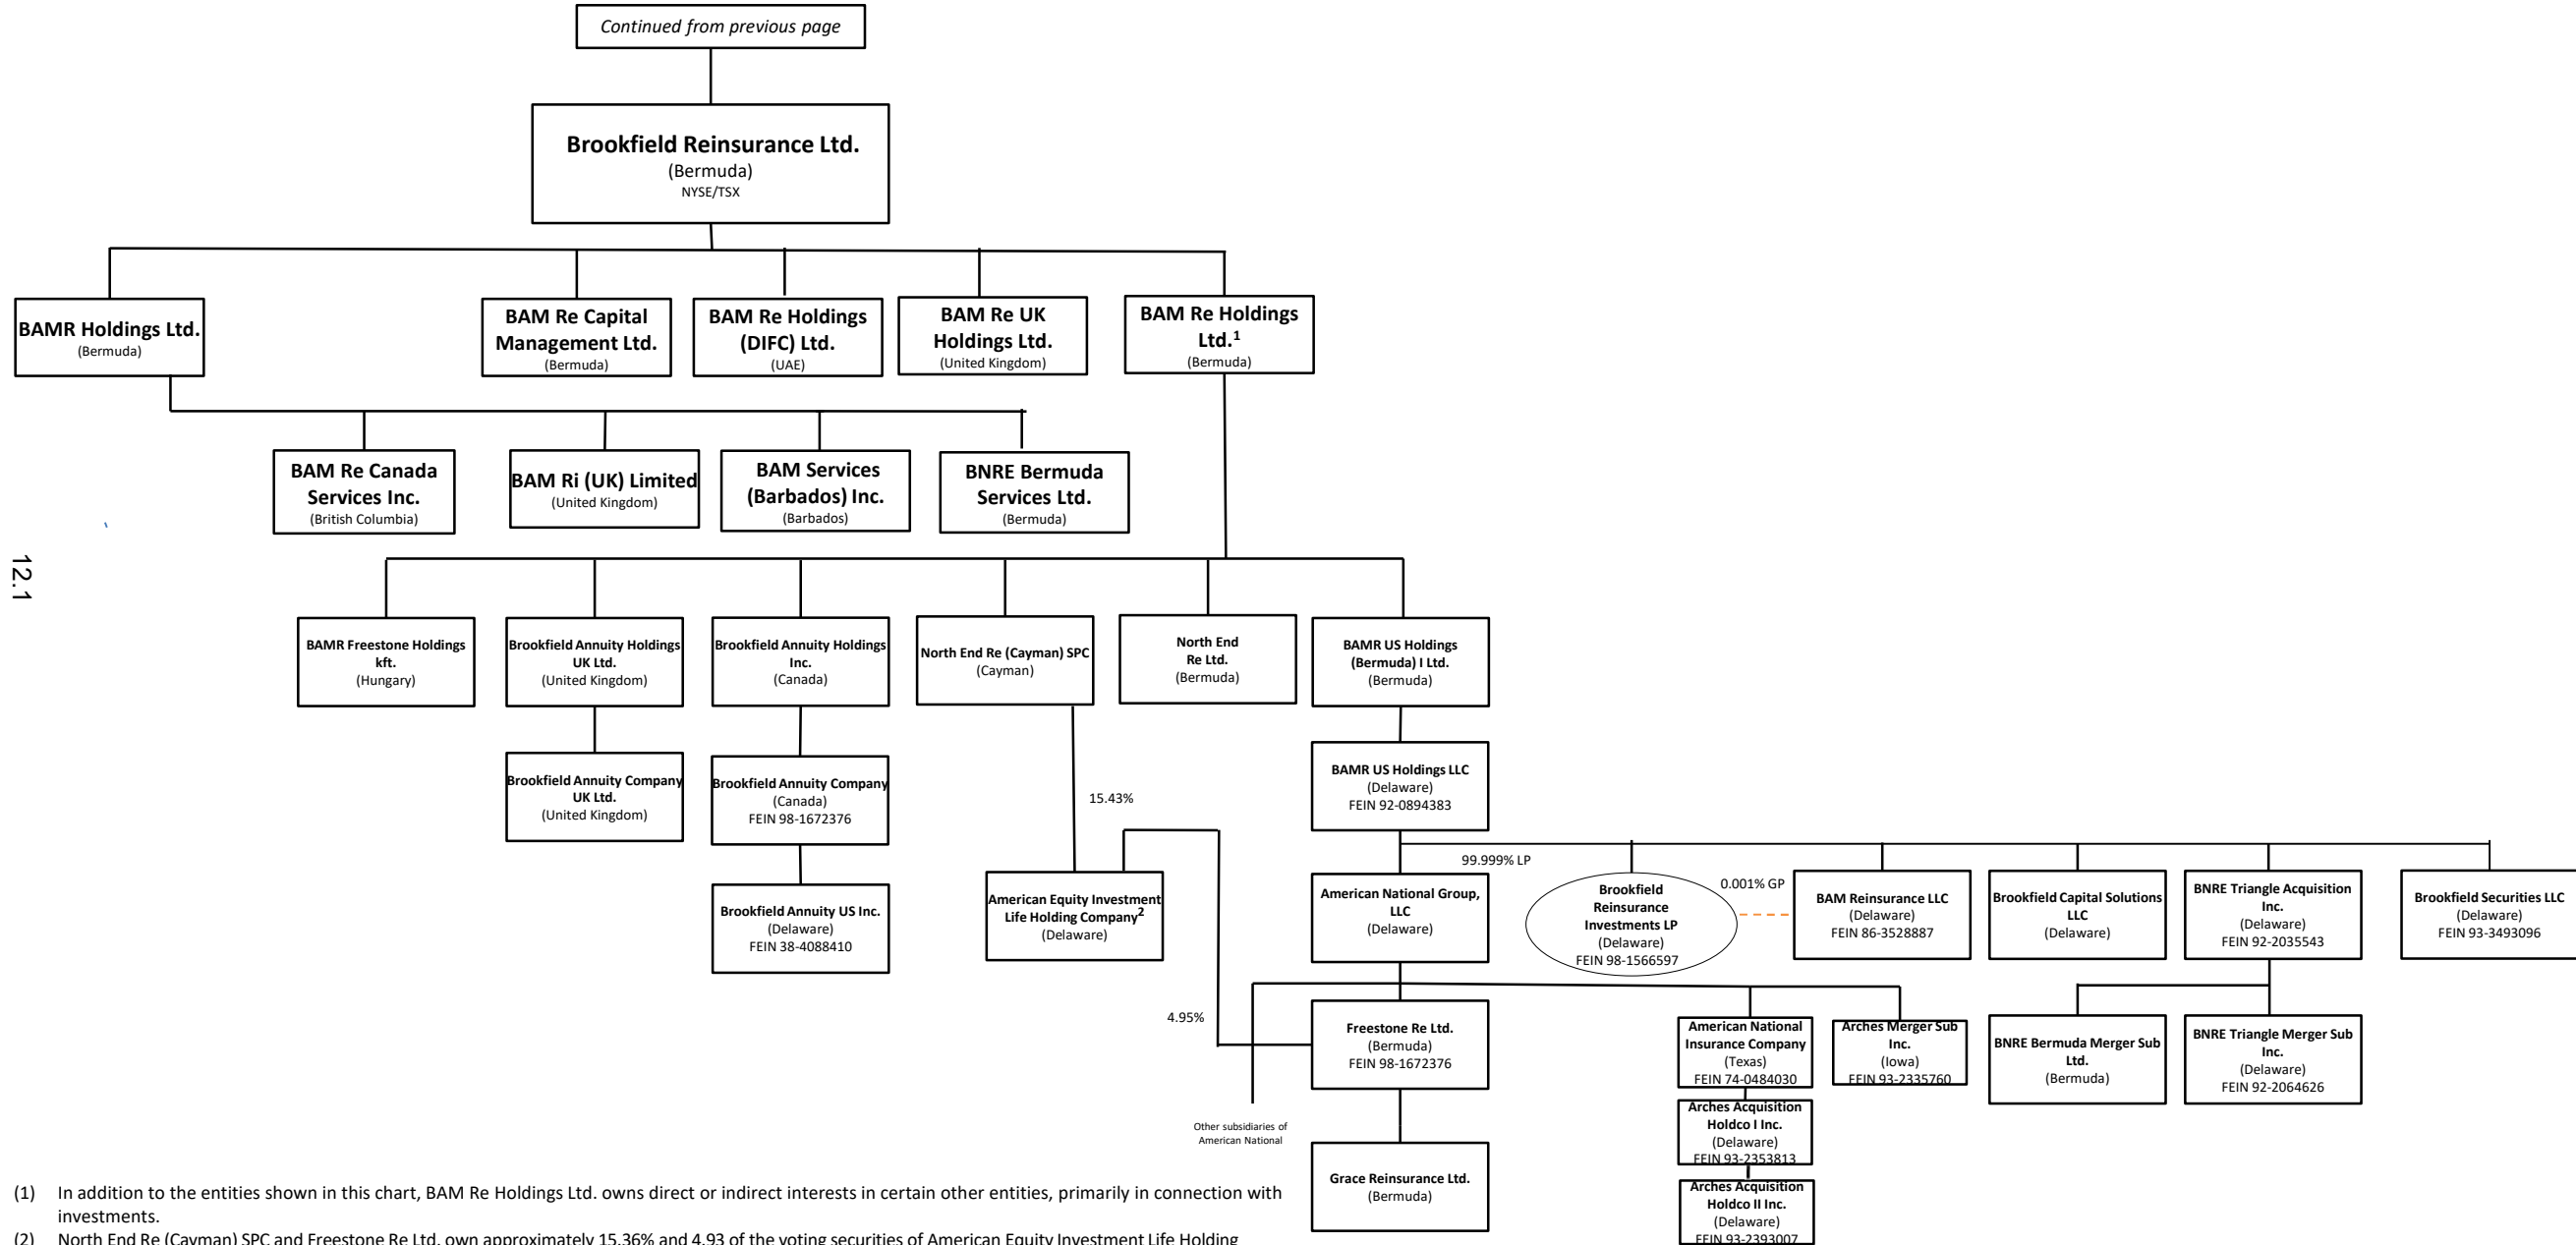 Continued from previous page
Brookfield Reinsurance Ltd.
(Bermuda)
NYSE/TSX
BAMR Holdings Ltd.
(Bermuda)
BAM Re Capital
Management Ltd.
(Bermuda)
BAM Re Holdings
(DIFC) Ltd.
(UAE)
BAM Re UK
Holdings Ltd.
(United Kingdom)
BAM Re Holdings
Ltd.1
(Bermuda)
BAM Re Canada
Services Inc.
(British Columbia)
BAM Ri (UK) Limited
(United Kingdom)
BAM Services
(Barbados) Inc.
(Barbados)
BNRE Bermuda
Services Ltd.
(Bermuda)
12.1
BAMR Freestone Holdings
kft.
(Hungary)
Brookfield Annuity Holdings
UK Ltd.
(United Kingdom)
Brookfield Annuity Holdings
Inc.
(Canada)
North End Re (Cayman) SPC
(Cayman)
North End
Re Ltd.
(Bermuda)
BAMR US Holdings
(Bermuda) I Ltd.
(Bermuda)
Brookfield Annuity Company
UK Ltd.
(United Kingdom)
Brookfield Annuity Company
(Canada)
FEIN 98-1672376
15.43%
BAMR US Holdings LLC
(Delaware)
FEIN 92-0894383
Brookfield Annuity US Inc.
(Delaware)
FEIN 38-4088410
American Equity Investment
Life Holding Company2
(Delaware)
American National Group,
LLC
(Delaware)
99.999% LP
Brookfield
Reinsurance
Investments LP
(Delaware)
FEIN 98-1566597
0.001% GP
BAM Reinsurance LLC
(Delaware)
FEIN 86-3528887
Brookfield Capital Solutions
LLC
(Delaware)
BNRE Triangle Acquisition
Inc.
(Delaware)
FEIN 92-2035543
Brookfield Securities LLC
(Delaware)
FEIN 93-3493096
4.95%
Freestone Re Ltd.
(Bermuda)
FEIN 98-1672376
American National
Insurance Company
(Texas)
FEIN 74-0484030
Arches Merger Sub
Inc.
(Iowa)
FEIN 93-2335760
BNRE Bermuda Merger Sub
Ltd.
(Bermuda)
BNRE Triangle Merger Sub
Inc.
(Delaware)
FEIN 92-2064626
Other subsidiaries of
American National
Arches Acquisition
Holdco I Inc.
(Delaware)
FEIN 93-2353813
Grace Reinsurance Ltd.
(Bermuda)
Arches Acquisition
Holdco II Inc.
(Delaware)
FEIN 93-2393007
(1) In addition to the entities shown in this chart, BAM Re Holdings Ltd. owns direct or indirect interests in certain other entities, primarily in connection with
investments.
(2) North End Re (Cayman) SPC and Freestone Re Ltd. own approximately 15.36% and 4.93 of the voting securities of American Equity Investment Life Holding